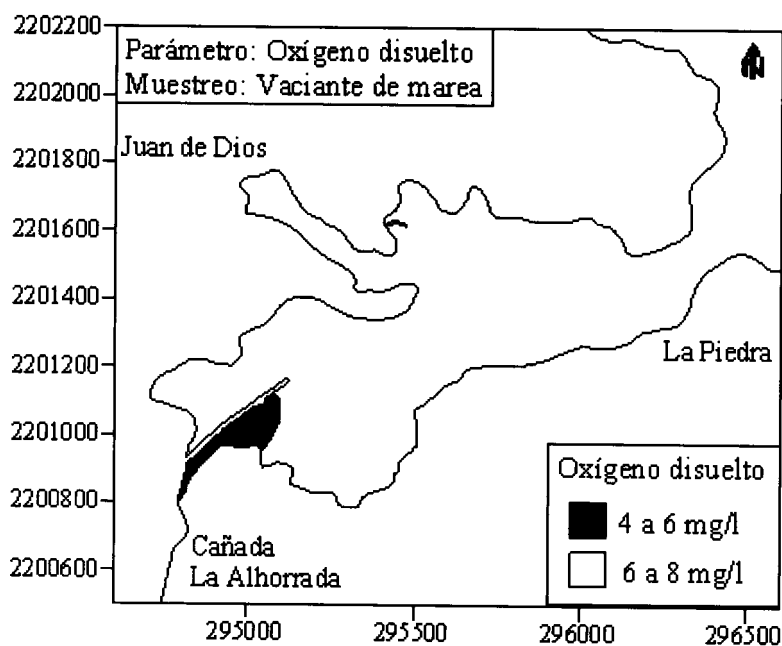 Parámetro: Oxígeno disuelto
Muestreo: Vaciante de marea
N
2202200
2202000
2201800
2201600
2201400
2201200
2201000
2200800
2200600
Juan de Dios
La Piedra
Cañada
La Alhorrada
Oxígeno disuelto
4 a 6 mg/l
6 a 8 mg/l
295000
295500
296000
296500